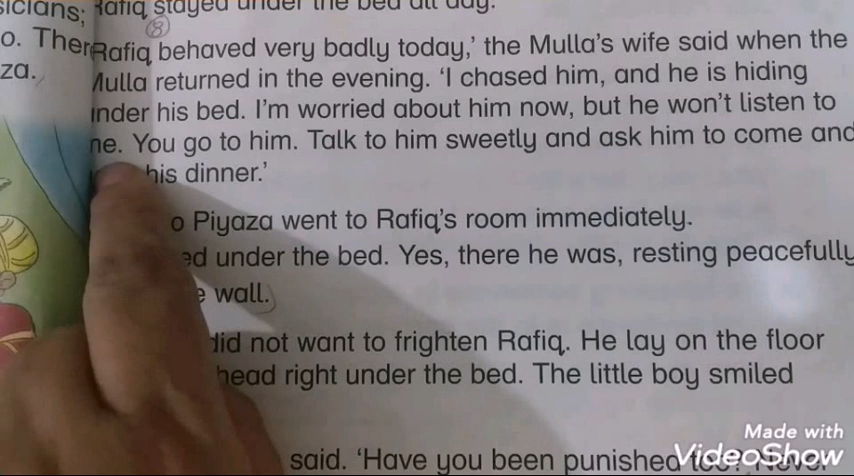 sicians; Rafiq stayed under the bed all day.
8
o. Ther Rafiq behaved very badly today,’ the Mulla’s wife said when the
za. Mulla returned in the evening. ‘I chased him, and he is hiding
under his bed. I’m worried about him now, but he won’t listen to
me. You go to him. Talk to him sweetly and ask him to come and
his dinner.’
o Piyaza went to Rafiq’s room immediately.
ed under the bed. Yes, there he was, resting peacefully
e wall.
did not want to frighten Rafiq. He lay on the floor
head right under the bed. The little boy smiled
said. ‘Have you been punished
Made with
VideoShow